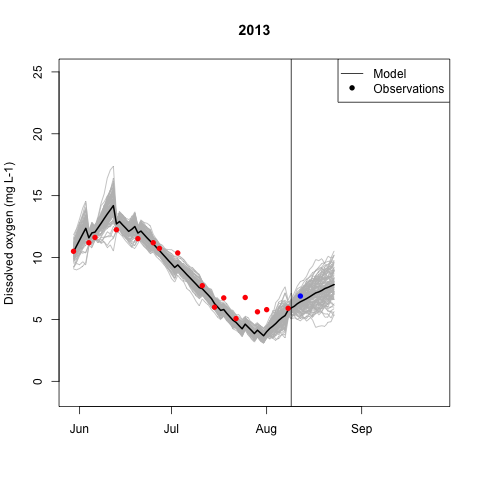 2013
Model
Observations
25
20
15
10
5
0
Dissolved oxygen (mg L-1)
Jun
Jul
Aug
Sep